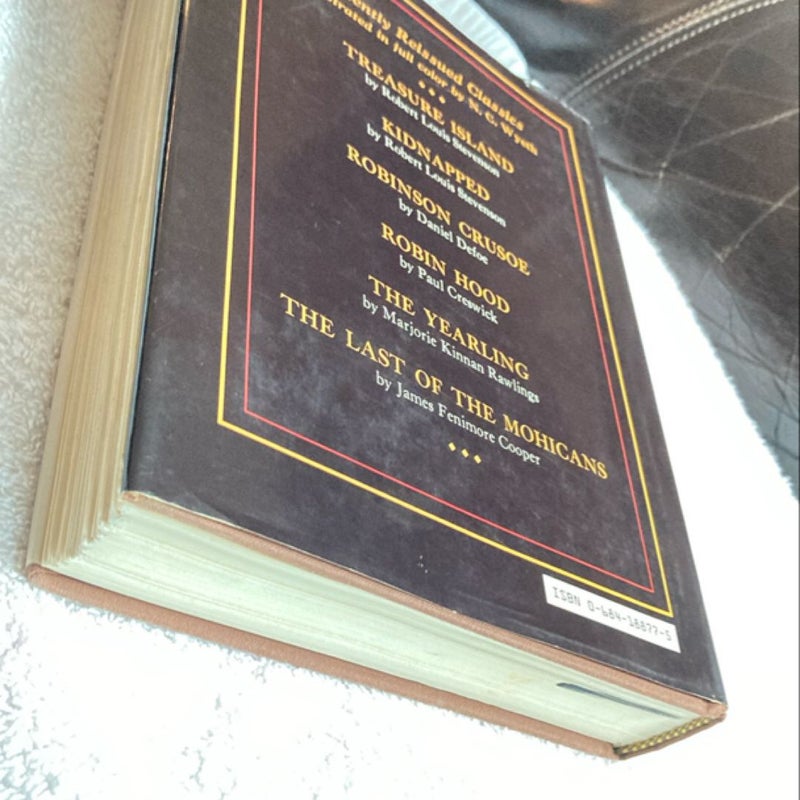 Reissued Classics
in full color by N. C. Wyeth
TREASURE ISLAND
by Robert Louis Stevenson
KIDNAPPED
by Robert Louis Stevenson
ROBINSON CRUSOE
by Daniel Defoe
ROBIN HOOD
by Paul Creswick
THE YEARLING
by Marjorie Kinnan Rawlings
THE LAST OF THE MOHICANS
by James Fenimore Cooper
ISBN 0-684-18877-5